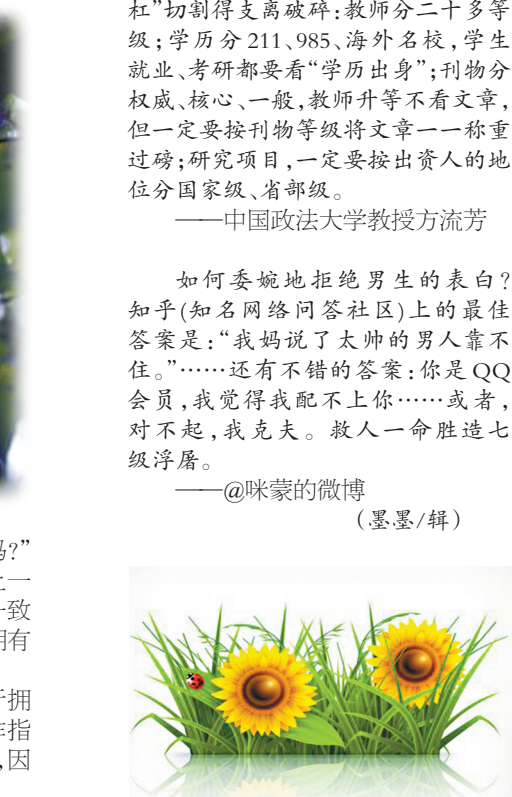 杠”切割得支离破碎：教师分二十多等
级；学历分211、985、海外名校，学生
就业、考研都要看“学历出身”；刊物分
权威、核心、一般，教师升等不看文章，
但一定要按刊物等级将文章一一称重
过磅；研究项目，一定要按出资人的地
位分国家级、省部级。
——中国政法大学教授方流芳
如何委婉地拒绝男生的表白？
知乎(知名网络问答社区)上的最佳
答案是：“我妈说了太帅的男人靠不
住。”……还有不错的答案：你是QQ
会员，我觉得我配不上你……或者，
对不起，我克夫。救人一命胜造七
级浮屠。
——@咪蒙的微博
（墨墨/辑）
吗?”
一
一致
拥有
于拥
指
，因